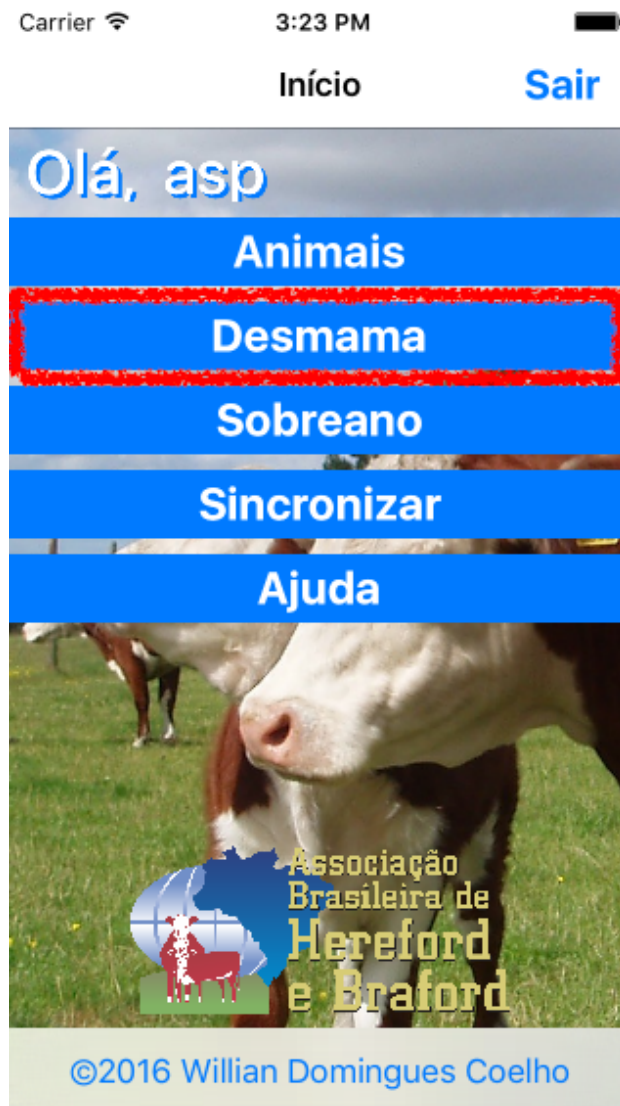 Carrier 3:23 PM
Início Sair
Olá, asp
Animais
Desmama
Sobreano
Sincronizar
Ajuda
Associação
Brasileira de
Hereford
e Braford
©2016 Willian Domingues Coelho